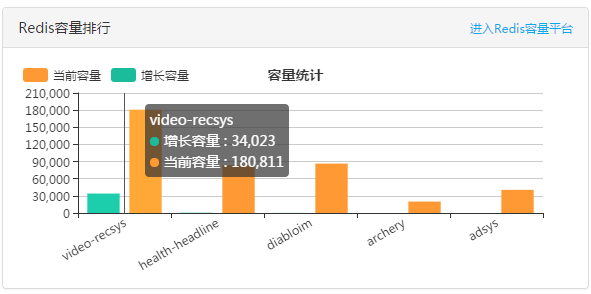 Redis容量排行
进入Redis容量平台
当前容量 增长容量 容量统计
210,000
180,000
150,000
120,000
90,000
60,000
30,000
0
video-recsys
增长容量 : 34,023
当前容量 : 180,811
video-recsys
health-headline
diabloim
archery
adsys